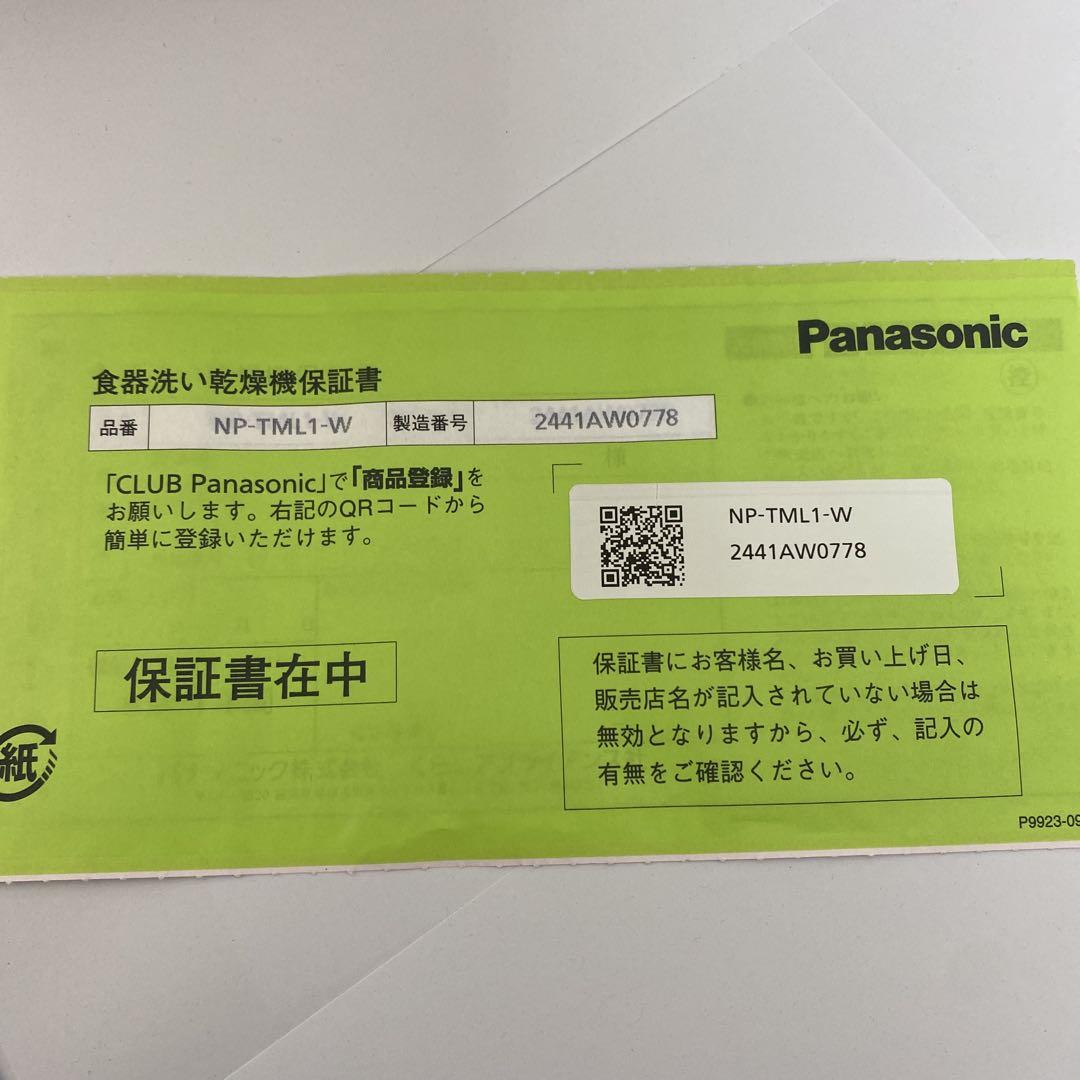 Panasonic
食器洗い乾燥機保証書
品番 NP-TML1-W 製造番号 2441AW0778
「CLUB Panasonic」で「商品登録」を
お願いします。右記のQRコードから
簡単に登録いただけます。
NP-TML1-W
2441AW0778
保証書在中
保証書にお客様名、お買い上げ日、
販売店名が記入されていない場合は
無効となりますから、必ず、記入の
有無をご確認ください。
紙
P9923-09